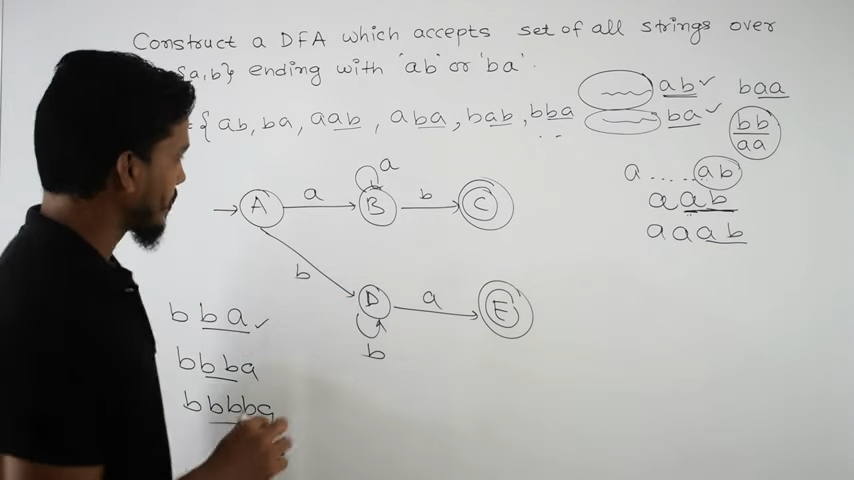 Construct a DFA which accepts set of all strings over
{a,b} ending with 'ab' or 'ba'.
= { ab, ba, aab, aba, bab, bba ...
ab ✓ baa
ba ✓ bb
aa
a ..... ab
aab
aaab
A a B a b C
b D a E
b
bba ✓
bbba
bbbba